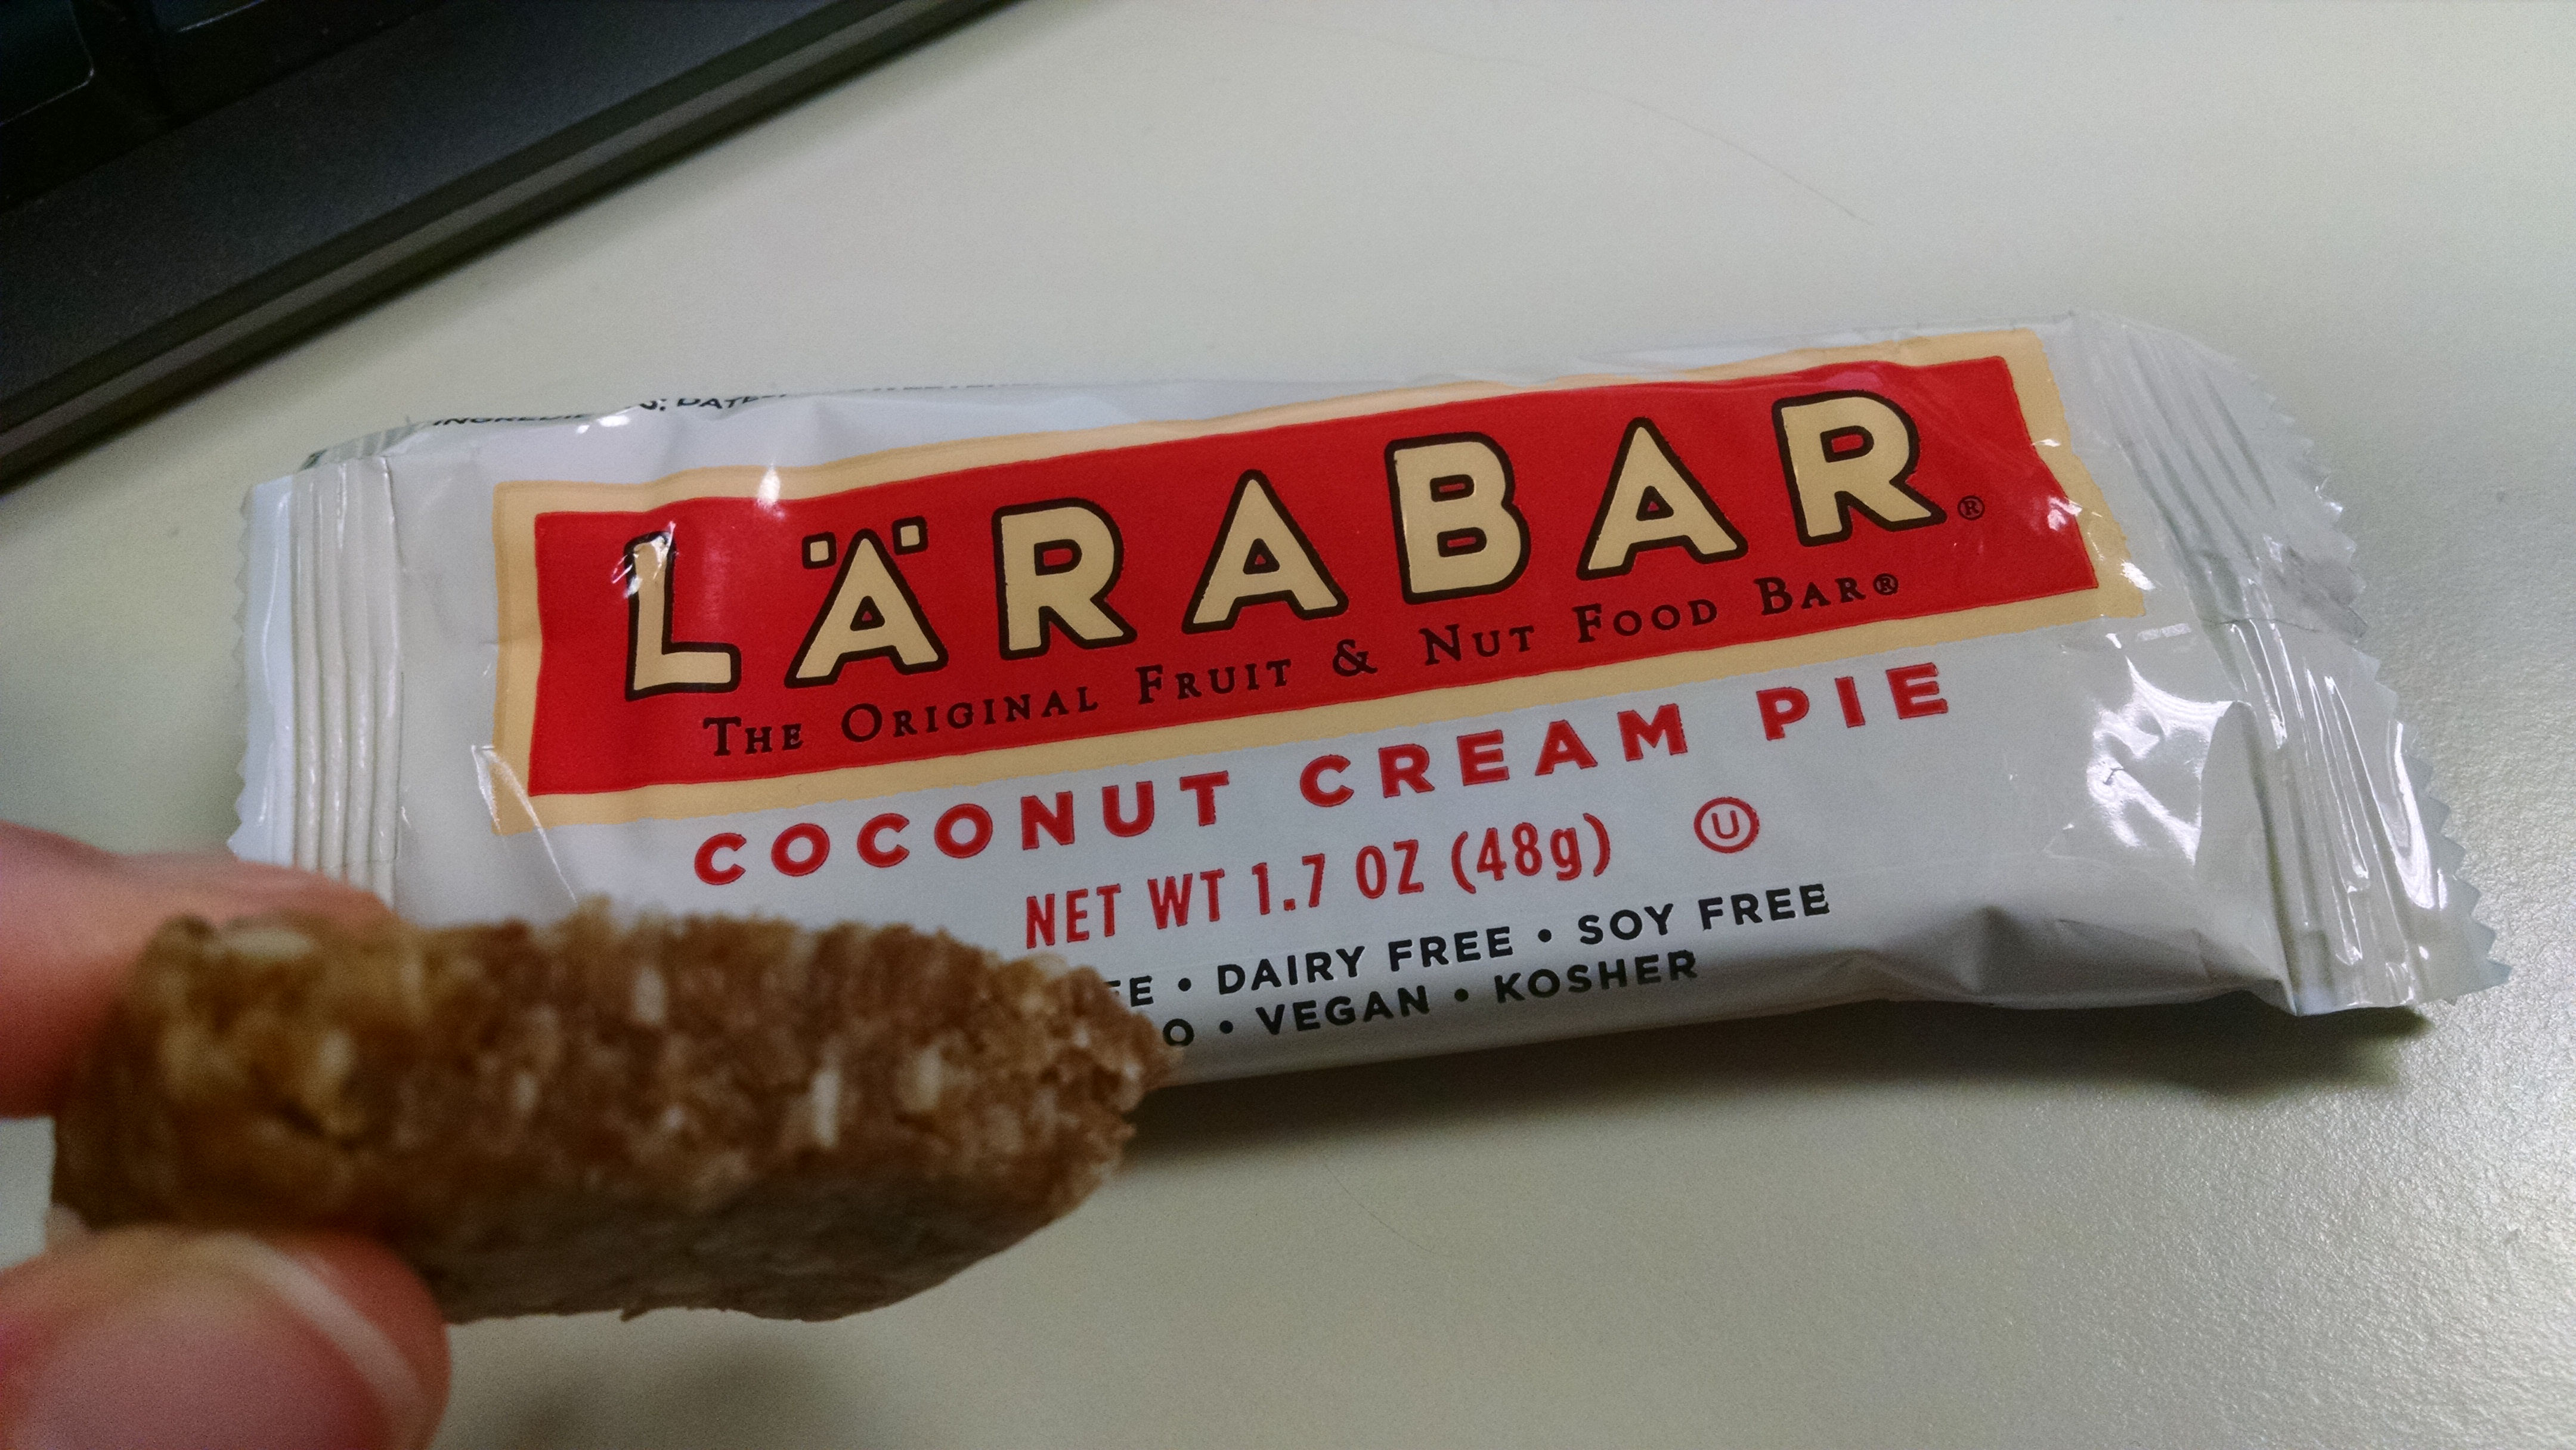 LÄRABAR®
THE ORIGINAL FRUIT & NUT FOOD BAR®
COCONUT CREAM PIE
NET WT 1.7 OZ (48g) U
• DAIRY FREE • SOY FREE
• VEGAN • KOSHER